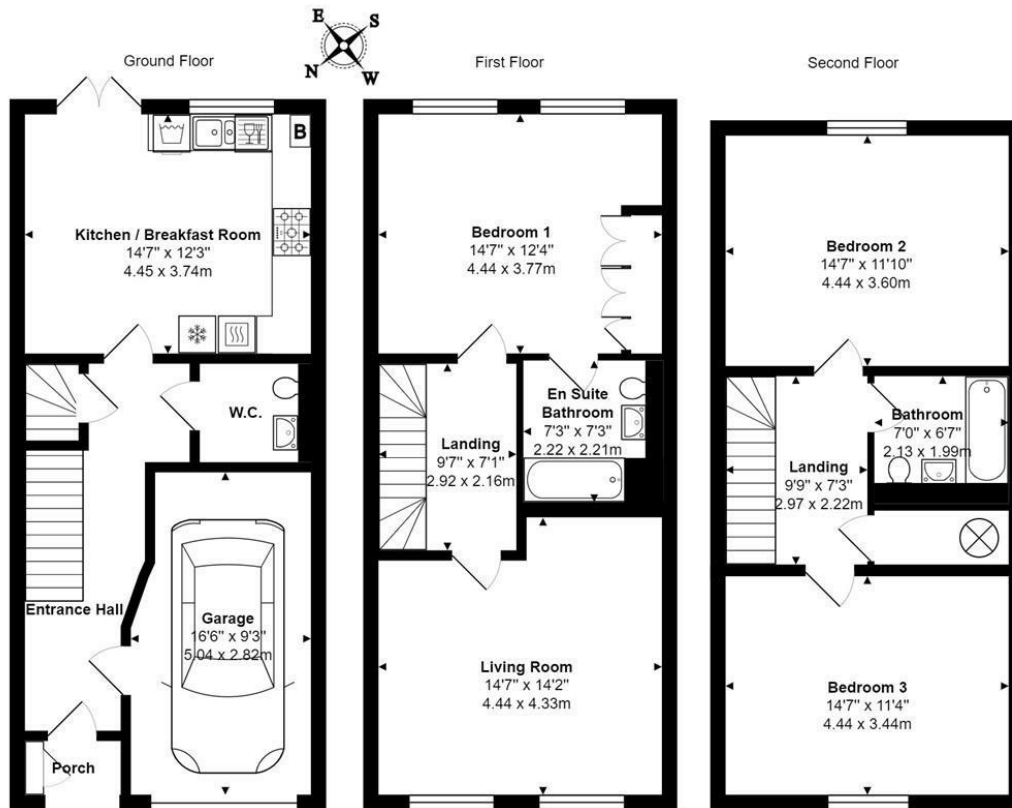 Ground Floor
E
S
N
W
First Floor
Second Floor
B
Kitchen / Breakfast Room
14'7" x 12'3"
4.45 x 3.74m
Bedroom 1
14'7" x 12'4"
4.44 x 3.77m
Bedroom 2
14'7" x 11'10"
4.44 x 3.60m
W.C.
En Suite
Bathroom
7'3" x 7'3"
2.22 x 2.21m
Landing
9'7" x 7'1"
2.92 x 2.16m
Bathroom
7'0" x 6'7"
2.13 x 1.99m
Landing
9'9" x 7'3"
2.97 x 2.22m
Entrance Hall
Garage
16'6" x 9'3"
5.04 x 2.82m
Living Room
14'7" x 14'2"
4.44 x 4.33m
Bedroom 3
14'7" x 11'4"
4.44 x 3.44m
Porch